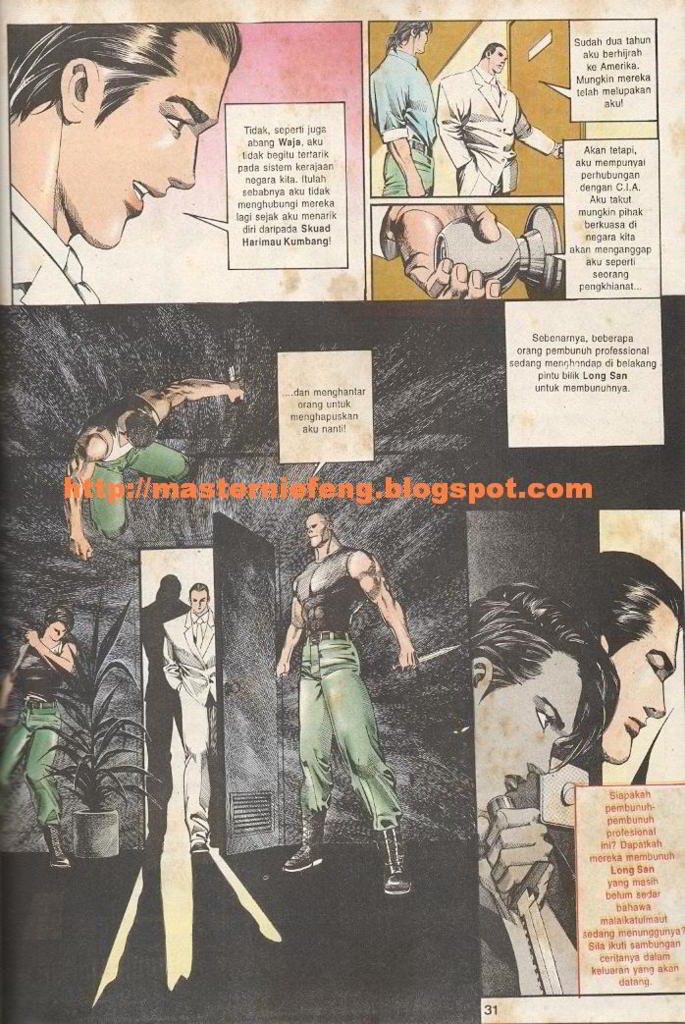 Tidak, seperti juga
abang Waja, aku
tidak begitu tertarik
pada sistem kerajaan
negara kita. Itulah
sebabnya aku tidak
menghubungi mereka
lagi sejak aku menarik
diri daripada Skuad
Harimau Kumbang!
Sudah dua tahun
aku berhijrah
ke Amerika.
Mungkin mereka
telah melupakan
aku!
Akan tetapi,
aku mempunyai
perhubungan
dengan C.I.A.
Aku takut
mungkin pihak
berkuasa di
negara kita
akan menganggap
aku seperti
seorang
pengkhianat...
Sebenarnya, beberapa
orang pembunuh professional
sedang menghendap di belakang
pintu bilik Long San
untuk membunuhnya.
....dan menghantar
orang untuk
menghapuskan
aku nanti!
http://masterniefeng.blogspot.com
Siapakah
pembunuh-
pembunuh
profesional
ini? Dapatkah
mereka membunuh
Long San
yang masih
belum sedar
bahawa
malaikatulmaut
sedang menunggunya?
Sila ikuti sambungan
ceritanya dalam
keluaran yang akan
datang.
31